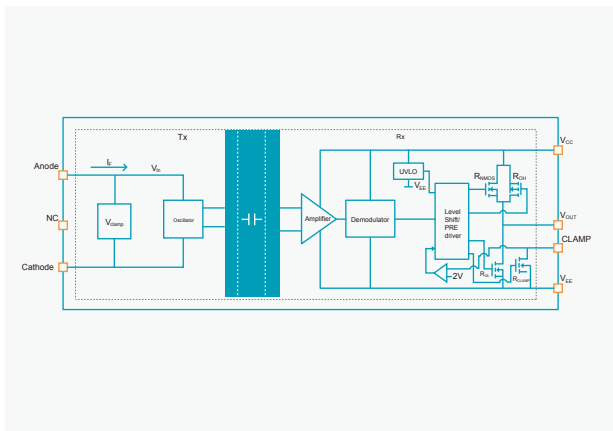 Tx
Rx
Anode
IF
Vin
VCC
UVLO
VEE
RNMOS
ROH
NC
Vclamp
Oscillator
Amplifier
Demodulator
Level
Shift/
PRE
driver
VOUT
CLAMP
Cathode
2V
ROL
RCLAMP
VEE